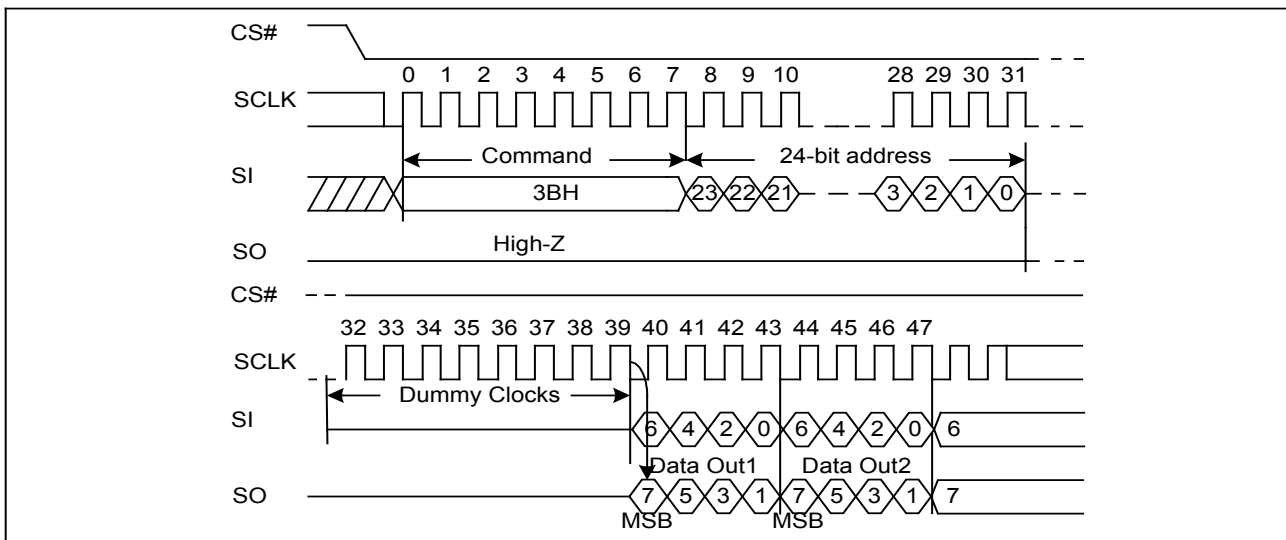 CS#
0 1 2 3 4 5 6 7 8 9 10 28 29 30 31
SCLK
Command 24-bit address
SI
3BH 23 22 21 3 2 1 0
High-Z
SO
CS#
32 33 34 35 36 37 38 39 40 41 42 43 44 45 46 47
SCLK
Dummy Clocks
SI
6 4 2 0 6 4 2 0 6
Data Out1 Data Out2
SO
7 5 3 1 7 5 3 1 7
MSB MSB